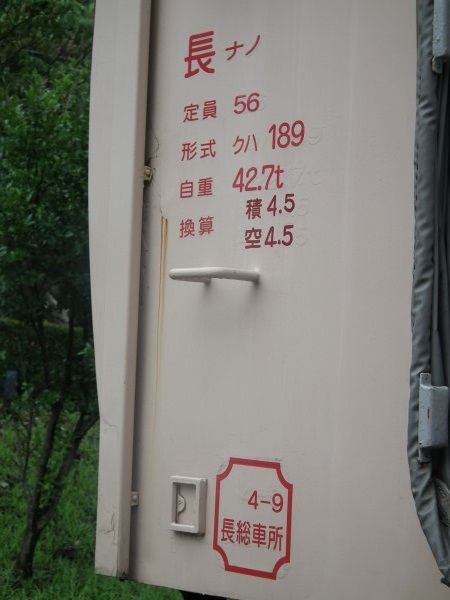 長 ナノ
定員 56
形式 クハ 189
自重 42.7t
換算 積 4.5
空 4.5
4-9
長総車所